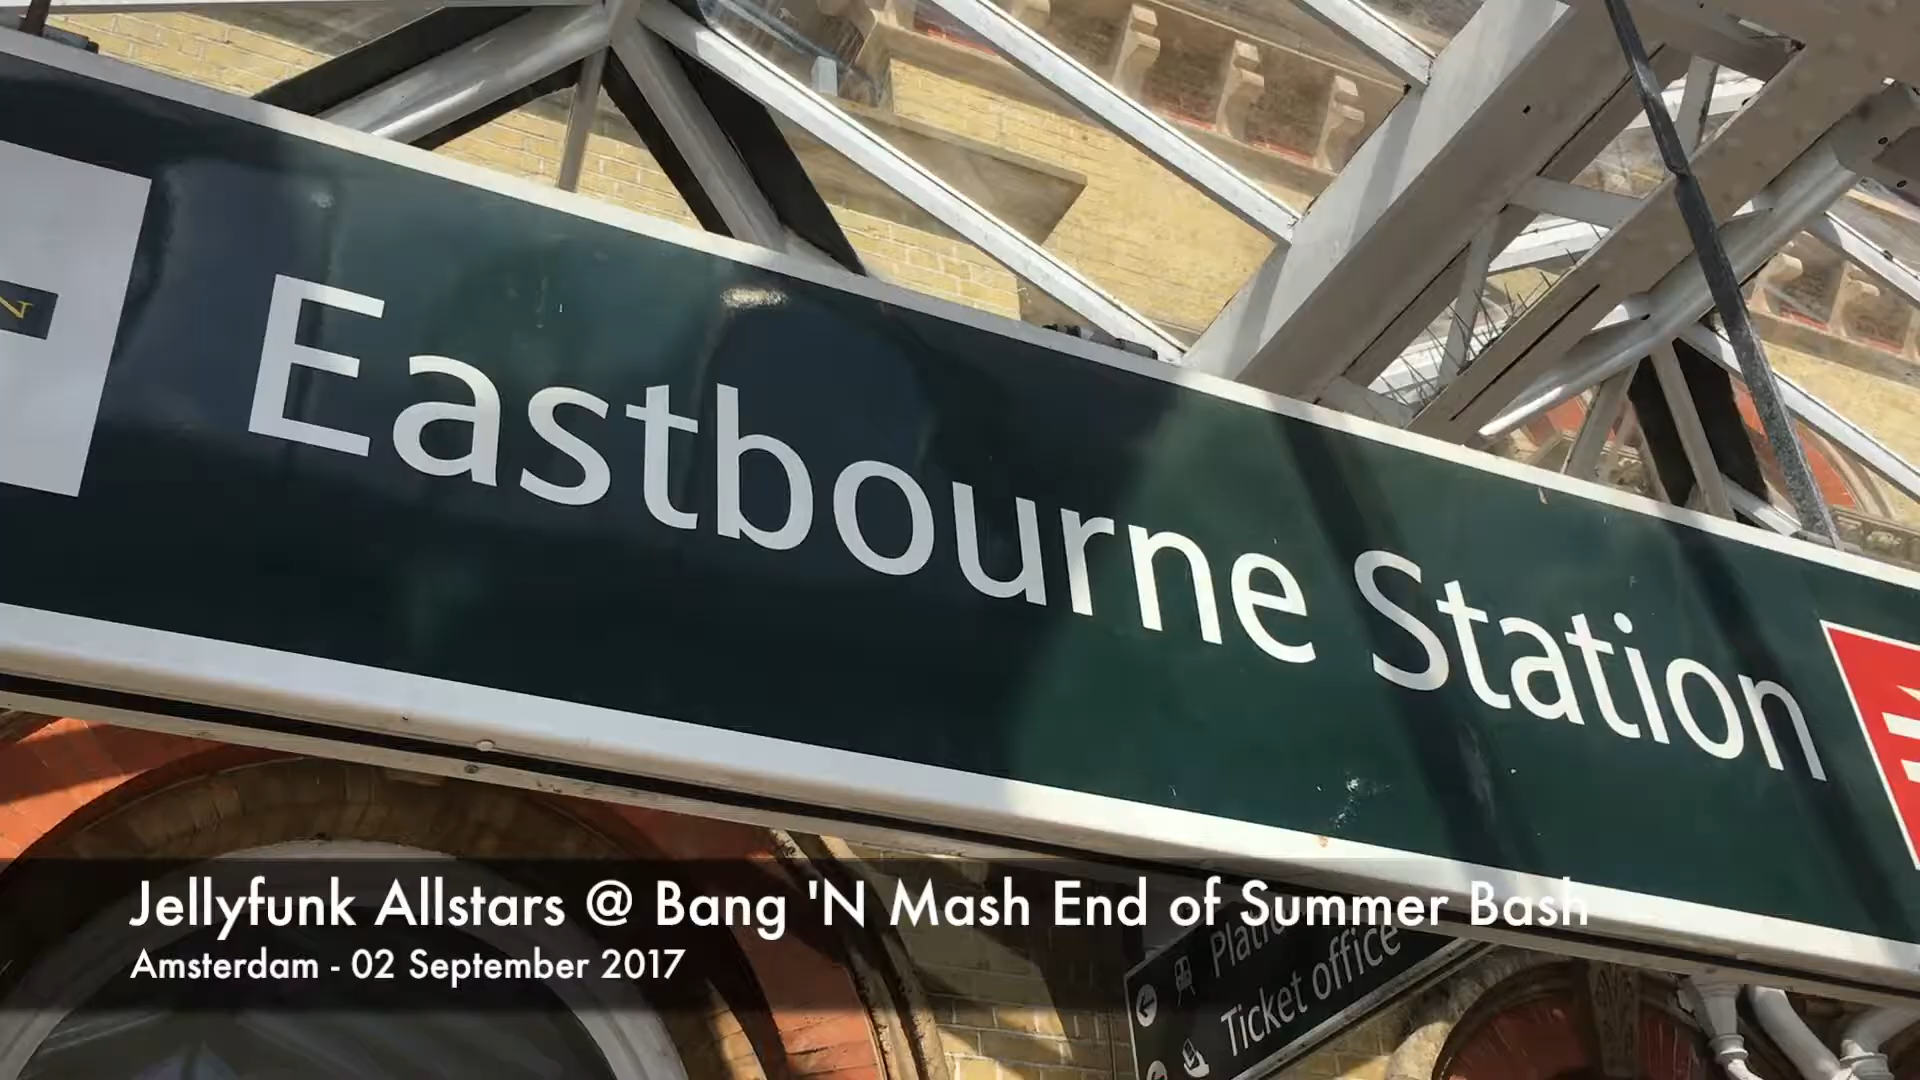 N
Eastbourne Station
Jellyfunk Allstars @ Bang 'N Mash End of Summer Bash
Amsterdam - 02 September 2017
Ticket office